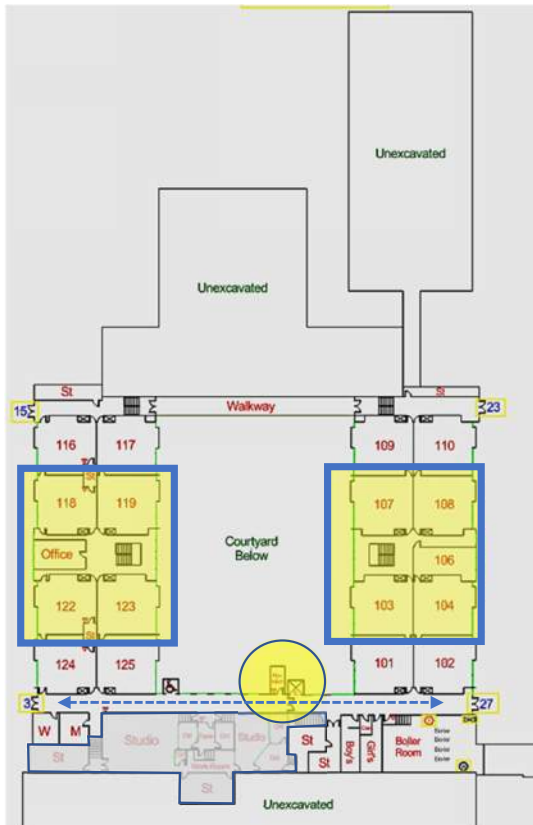 Unexcavated
Unexcavated
St
St
15
Walkway
23
116
117
109
110
St
118
119
107
108
Office
Courtyard
Below
106
122
123
103
104
St
124
125
101
102
3
27
W
M
Studio
Studio
St
St
St
Boy's
Girl's
Boiler
Room
St
Unexcavated